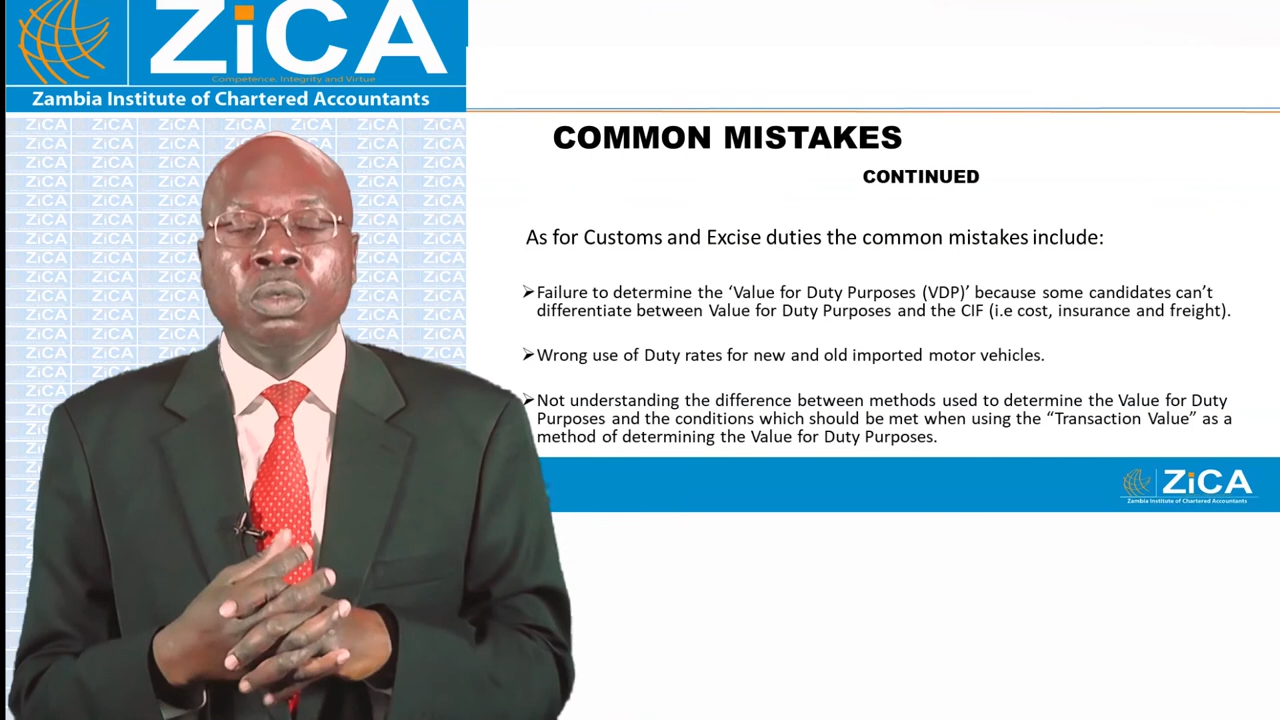 ZiCA
Competence, Integrity and Virtue
Zambia Institute of Chartered Accountants
COMMON MISTAKES
CONTINUED
As for Customs and Excise duties the common mistakes include:
➢Failure to determine the ‘Value for Duty Purposes (VDP)’ because some candidates can’t
differentiate between Value for Duty Purposes and the CIF (i.e cost, insurance and freight).
➢Wrong use of Duty rates for new and old imported motor vehicles.
➢Not understanding the difference between methods used to determine the Value for Duty
Purposes and the conditions which should be met when using the “Transaction Value” as a
method of determining the Value for Duty Purposes.
ZiCA
Zambia Institute of Chartered Accountants